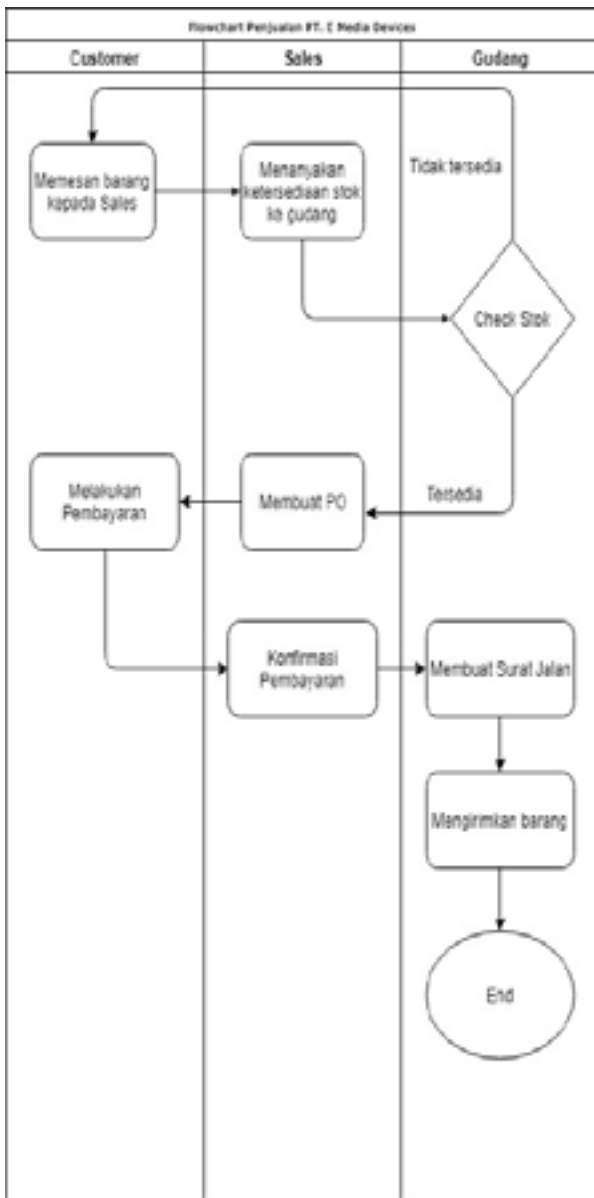 Flowchart Penjualan PT. I Media Devices
Customer
Sales
Gudang
Memesan barang
kepada Sales
Menanyakan
ketersediaan stok
ke gudang
Tidak tersedia
Check Stok
Melakukan
Pembayaran
Membuat PO
Tersedia
Konfirmasi
Pembayaran
Membuat Surat Jalan
Mengirimkan barang
End